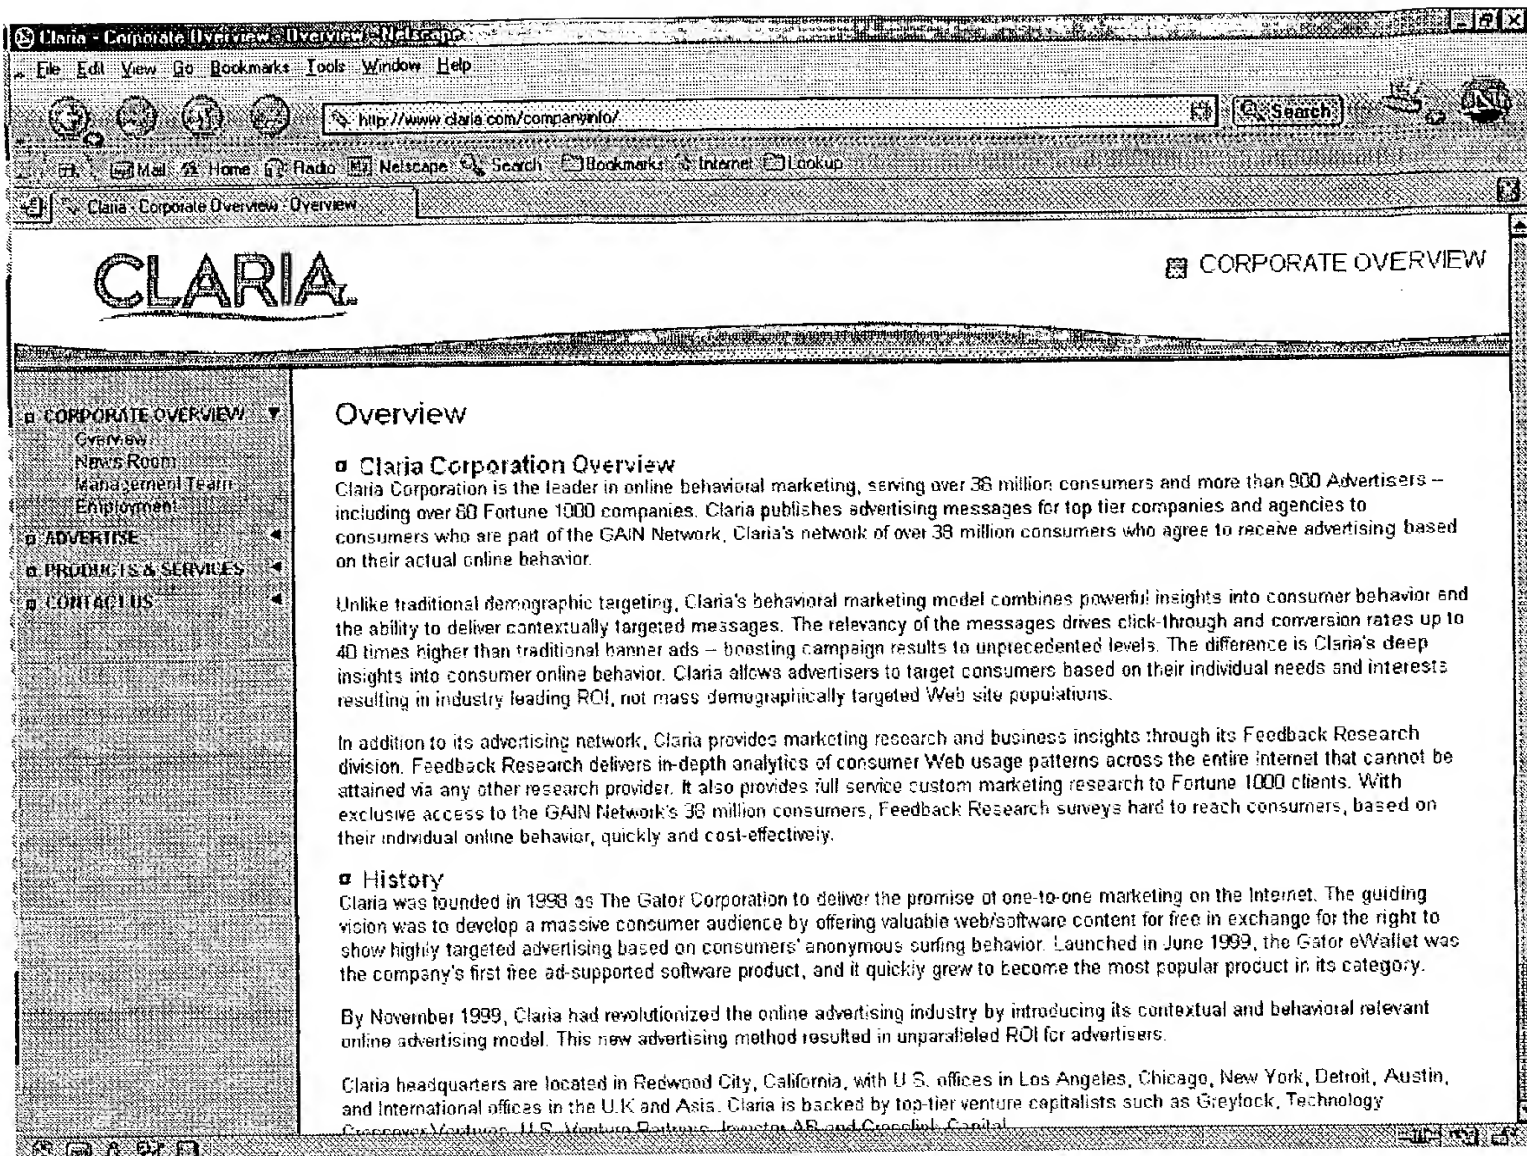 Claria - Corporate Overview - Overview - Netscape
File Edit View Go Bookmarks Tools Window Help
http://www.claria.com/companyinfo/ Search
Mail Home Radio Netscape Search Bookmarks Internet Lookup
Claria - Corporate Overview - Overview
CLARIA
CORPORATE OVERVIEW
CORPORATE OVERVIEW
Overview
News Room
Management Team
Employment
ADVERTISE
PRODUCTS & SERVICES
CONTACT US
Overview
Claria Corporation Overview
Claria Corporation is the leader in online behavioral marketing, serving over 38 million consumers and more than 900 Advertisers –
including over 80 Fortune 1000 companies. Claria publishes advertising messages for top tier companies and agencies to
consumers who are part of the GAIN Network, Claria's network of over 38 million consumers who agree to receive advertising based
on their actual online behavior.
Unlike traditional demographic targeting, Claria's behavioral marketing model combines powerful insights into consumer behavior and
the ability to deliver contextually targeted messages. The relevancy of the messages drives click-through and conversion rates up to
40 times higher than traditional banner ads – boosting campaign results to unprecedented levels. The difference is Claria's deep
insights into consumer online behavior. Claria allows advertisers to target consumers based on their individual needs and interests
resulting in industry leading ROI, not mass demographically targeted Web site populations.
In addition to its advertising network, Claria provides marketing research and business insights through its Feedback Research
division. Feedback Research delivers in-depth analytics of consumer Web usage patterns across the entire internet that cannot be
attained via any other research provider. It also provides full service custom marketing research to Fortune 1000 clients. With
exclusive access to the GAIN Network's 38 million consumers, Feedback Research surveys hard to reach consumers, based on
their individual online behavior, quickly and cost-effectively.
History
Claria was founded in 1998 as The Gator Corporation to deliver the promise of one-to-one marketing on the Internet. The guiding
vision was to develop a massive consumer audience by offering valuable web/software content for free in exchange for the right to
show highly targeted advertising based on consumers' anonymous surfing behavior. Launched in June 1999, the Gator eWallet was
the company's first free ad-supported software product, and it quickly grew to become the most popular product in its category.
By November 1999, Claria had revolutionized the online advertising industry by introducing its contextual and behavioral relevant
online advertising model. This new advertising method resulted in unparalleled ROI for advertisers.
Claria headquarters are located in Redwood City, California, with U.S. offices in Los Angeles, Chicago, New York, Detroit, Austin,
and International offices in the U.K and Asia. Claria is backed by top-tier venture capitalists such as Greylock, Technology
Crossover Ventures, U.S. Venture Partners, Investor AB and Crosslink Capital